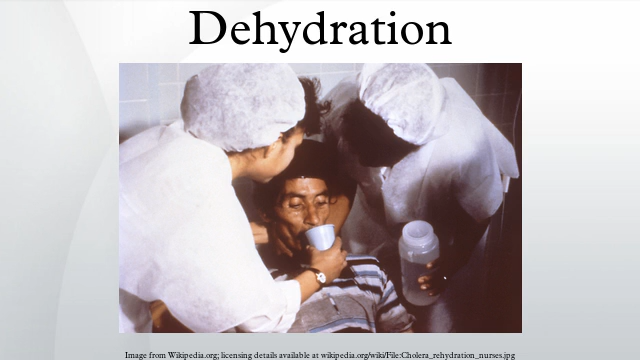 Dehydration
Image from Wikipedia.org; licensing details available at wikipedia.org/wiki/File:Cholera_rehydration_nurses.jpg